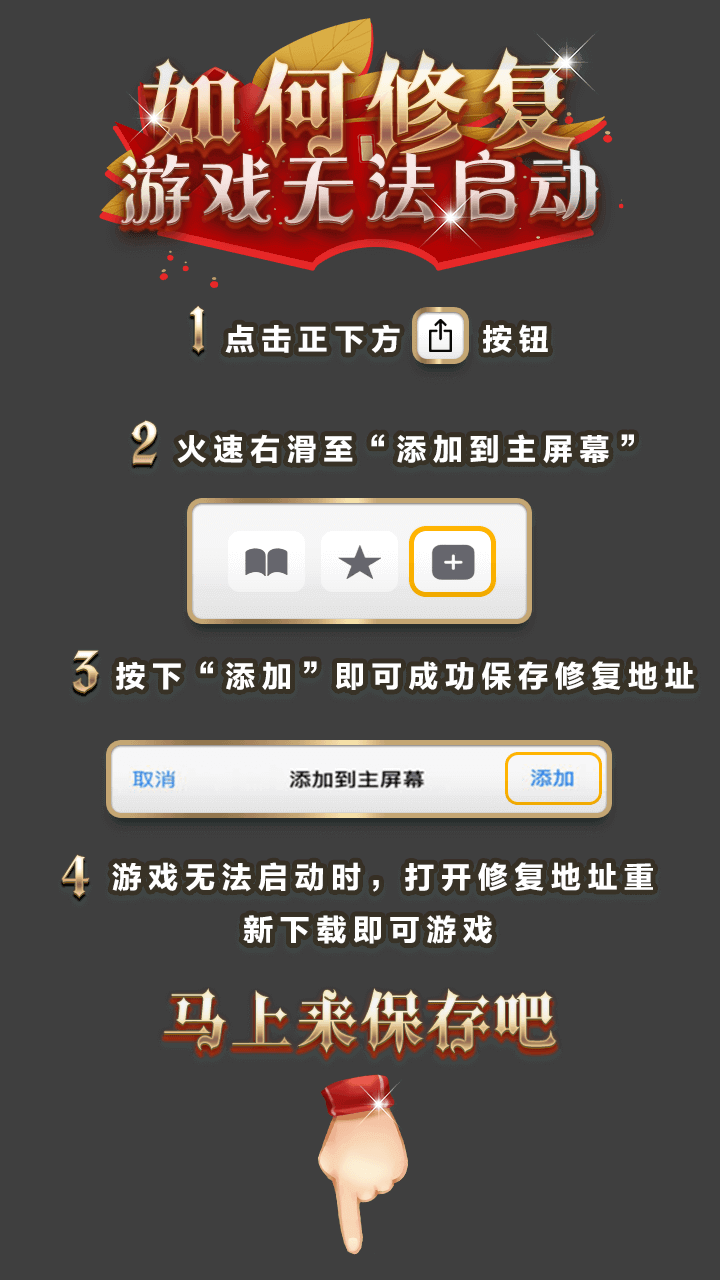 如何修复
游戏无法启动
1 点击正下方 按钮
2 火速右滑至“添加到主屏幕”
3 按下“添加”即可成功保存修复地址
取消 添加到主屏幕 添加
4 游戏无法启动时，打开修复地址重
新下载即可游戏
马上来保存吧